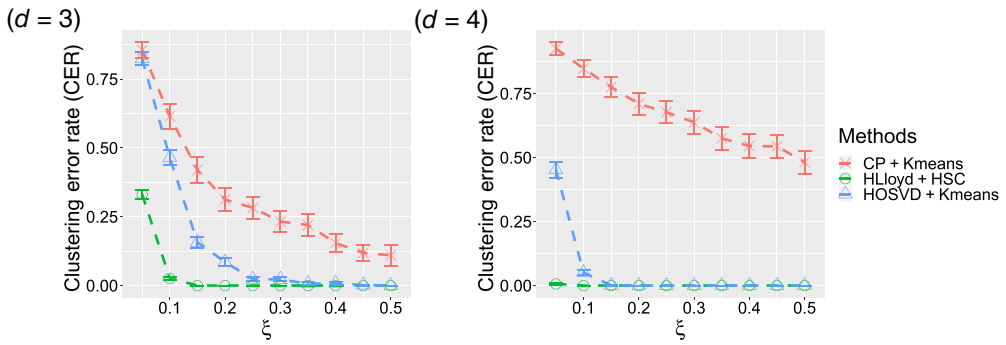 (d = 3)
Clustering error rate (CER)
0.75
0.50
0.25
0.00
0.1 0.2 0.3 0.4 0.5
ξ
(d = 4)
Clustering error rate (CER)
0.75
0.50
0.25
0.00
0.1 0.2 0.3 0.4 0.5
ξ
Methods
CP + Kmeans
HLloyd + HSC
HOSVD + Kmeans